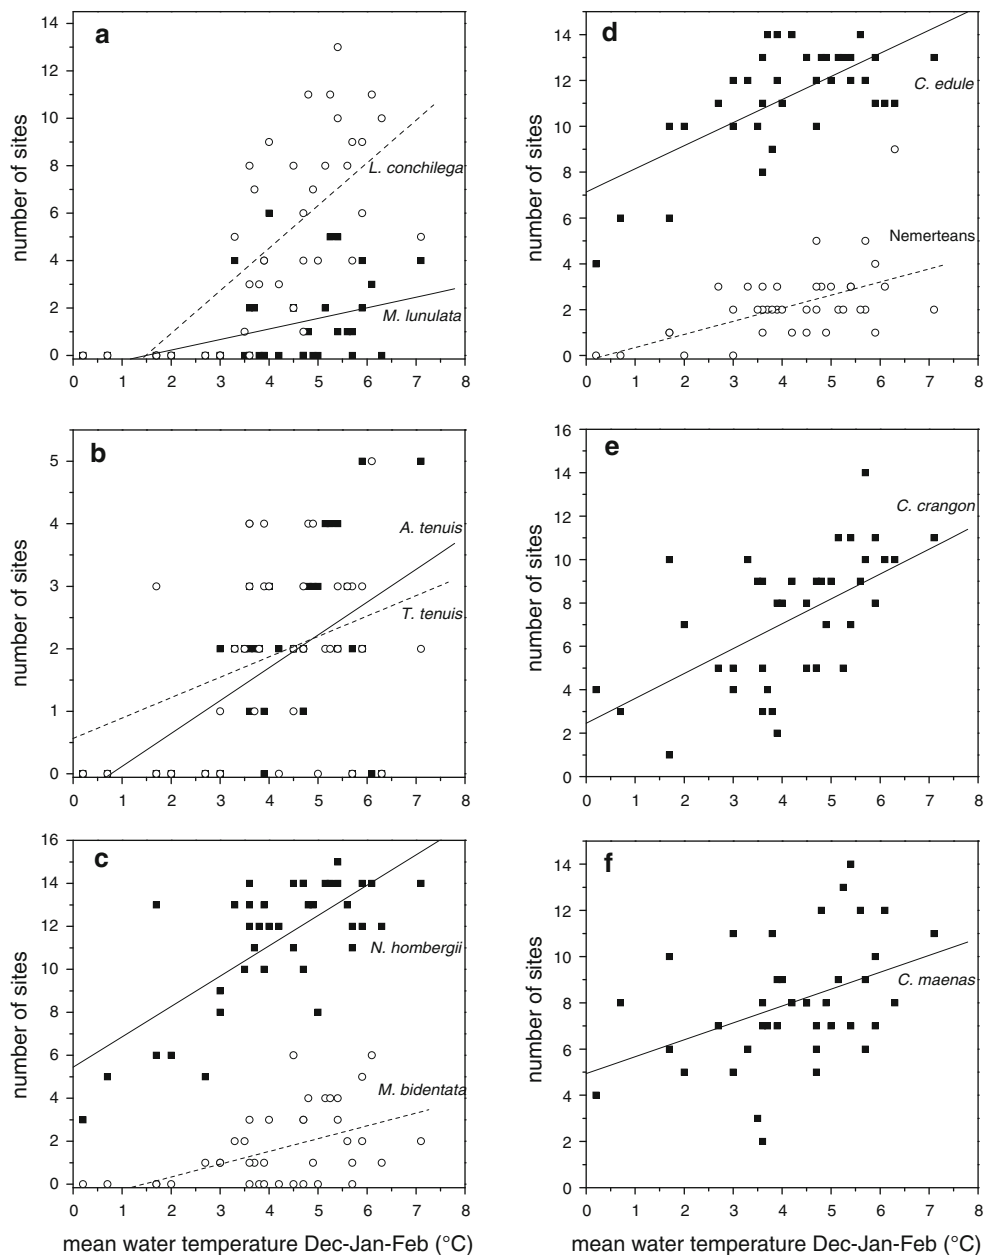 a
number of sites
14
12
10
8
6
4
2
0
L. conchilega
M. lunulata
0 1 2 3 4 5 6 7 8
d
number of sites
14
12
10
8
6
4
2
0
C. edule
Nemerteans
0 1 2 3 4 5 6 7 8
b
number of sites
5
4
3
2
1
0
A. tenuis
T. tenuis
0 1 2 3 4 5 6 7 8
e
number of sites
16
14
12
10
8
6
4
2
0
C. crangon
0 1 2 3 4 5 6 7 8
c
number of sites
16
14
12
10
8
6
4
2
0
N. hombergii
M. bidentata
0 1 2 3 4 5 6 7 8
mean water temperature Dec-Jan-Feb (°C)
f
number of sites
14
12
10
8
6
4
2
0
C. maenas
0 1 2 3 4 5 6 7 8
mean water temperature Dec-Jan-Feb (°C)